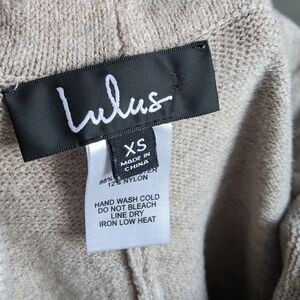 Lulus
XS
MADE IN
CHINA
12% NYLON
HAND WASH COLD
DO NOT BLEACH
LINE DRY
IRON LOW HEAT